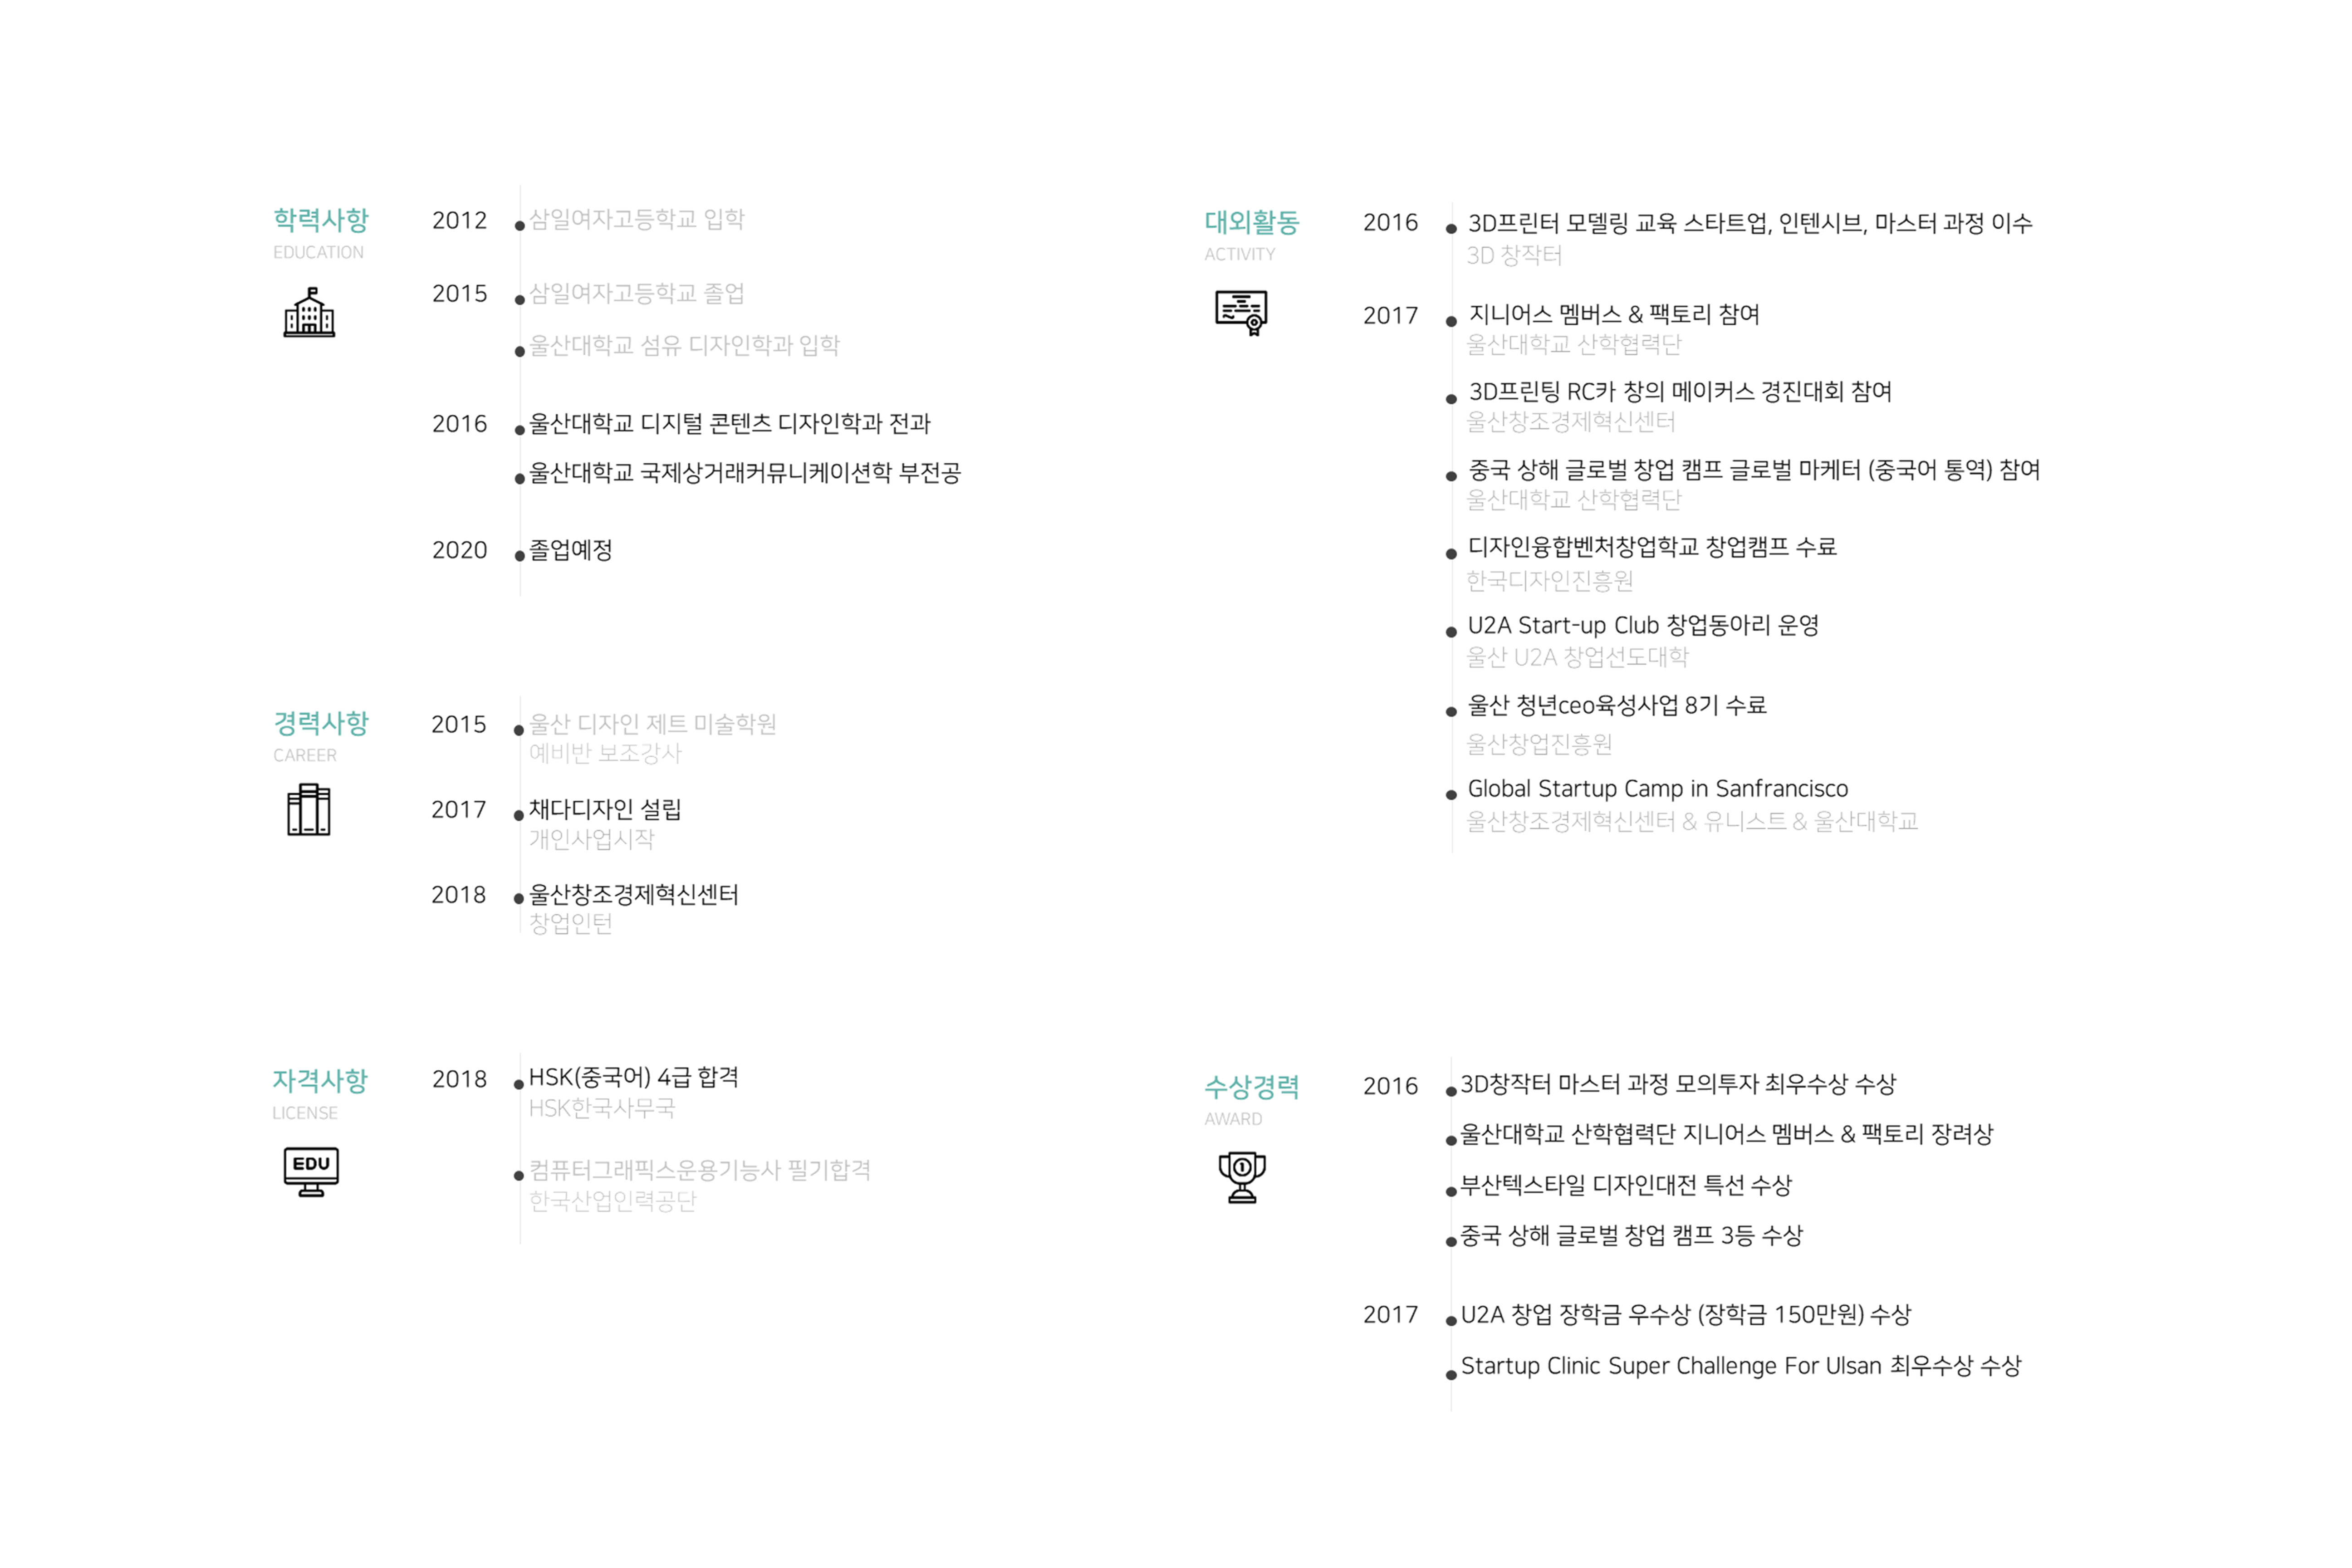 학력사항
EDUCATION
2012
삼일여자고등학교 입학
2015
삼일여자고등학교 졸업
울산대학교 섬유 디자인학과 입학
2016
울산대학교 디지털 콘텐츠 디자인학과 전과
울산대학교 국제상거래커뮤니케이션학 부전공
2020
졸업예정
경력사항
CAREER
2015
울산 디자인 제트 미술학원
예비반 보조강사
2017
채다디자인 설립
개인사업시작
2018
울산창조경제혁신센터
창업인턴
자격사항
LICENSE
EDU
2018
HSK(중국어) 4급 합격
HSK한국사무국
컴퓨터그래픽스운용기능사 필기합격
한국산업인력공단
대외활동
ACTIVITY
2016
3D프린터 모델링 교육 스타트업, 인텐시브, 마스터 과정 이수
3D 창작터
2017
지니어스 멤버스 & 팩토리 참여
울산대학교 산학협력단
3D프린팅 RC카 창의 메이커스 경진대회 참여
울산창조경제혁신센터
중국 상해 글로벌 창업 캠프 글로벌 마케터 (중국어 통역) 참여
울산대학교 산학협력단
디자인융합벤처창업학교 창업캠프 수료
한국디자인진흥원
U2A Start-up Club 창업동아리 운영
울산 U2A 창업선도대학
울산 청년ceo육성사업 8기 수료
울산창업진흥원
Global Startup Camp in Sanfrancisco
울산창조경제혁신센터 & 유니스트 & 울산대학교
수상경력
AWARD
1
2016
3D창작터 마스터 과정 모의투자 최우수상 수상
울산대학교 산학협력단 지니어스 멤버스 & 팩토리 장려상
부산텍스타일 디자인대전 특선 수상
중국 상해 글로벌 창업 캠프 3등 수상
2017
U2A 창업 장학금 우수상 (장학금 150만원) 수상
Startup Clinic Super Challenge For Ulsan 최우수상 수상